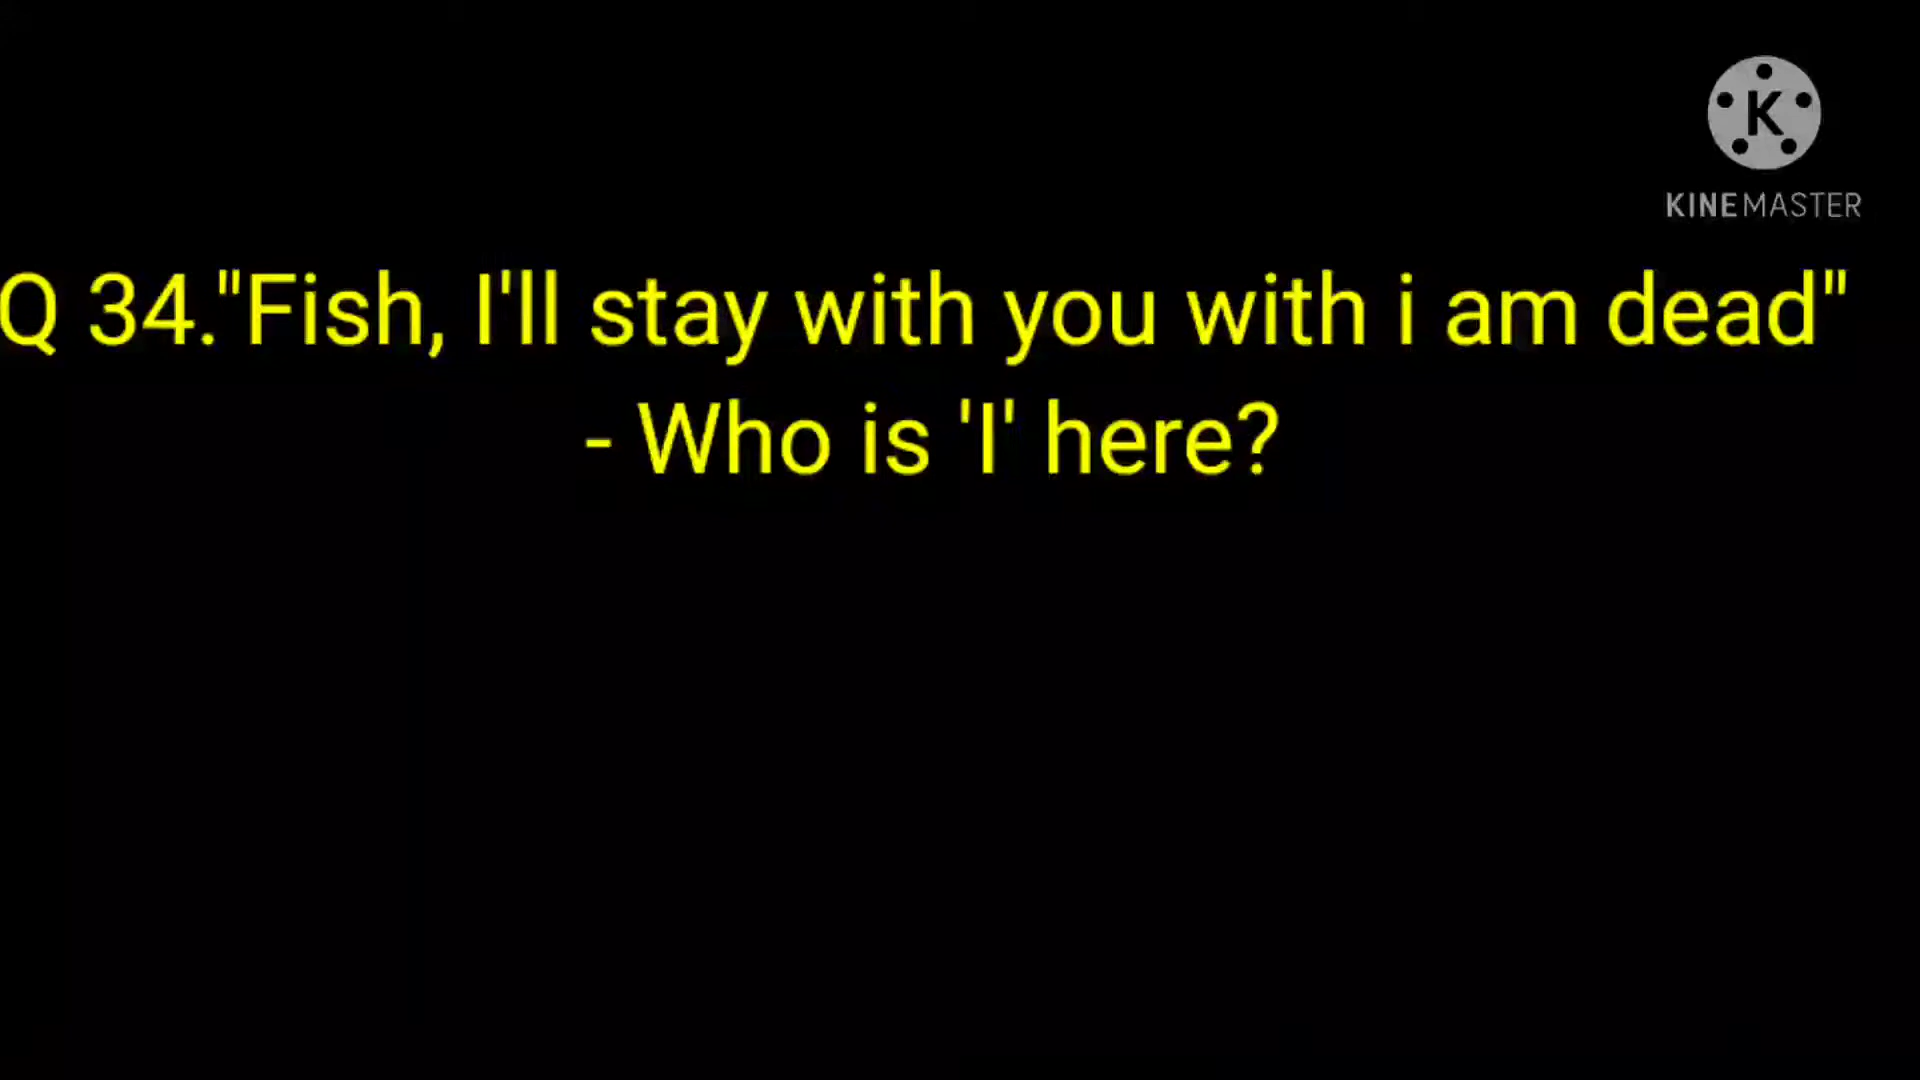 K
KINEMASTER
Q 34."Fish, I'll stay with you with i am dead"
- Who is 'I' here?